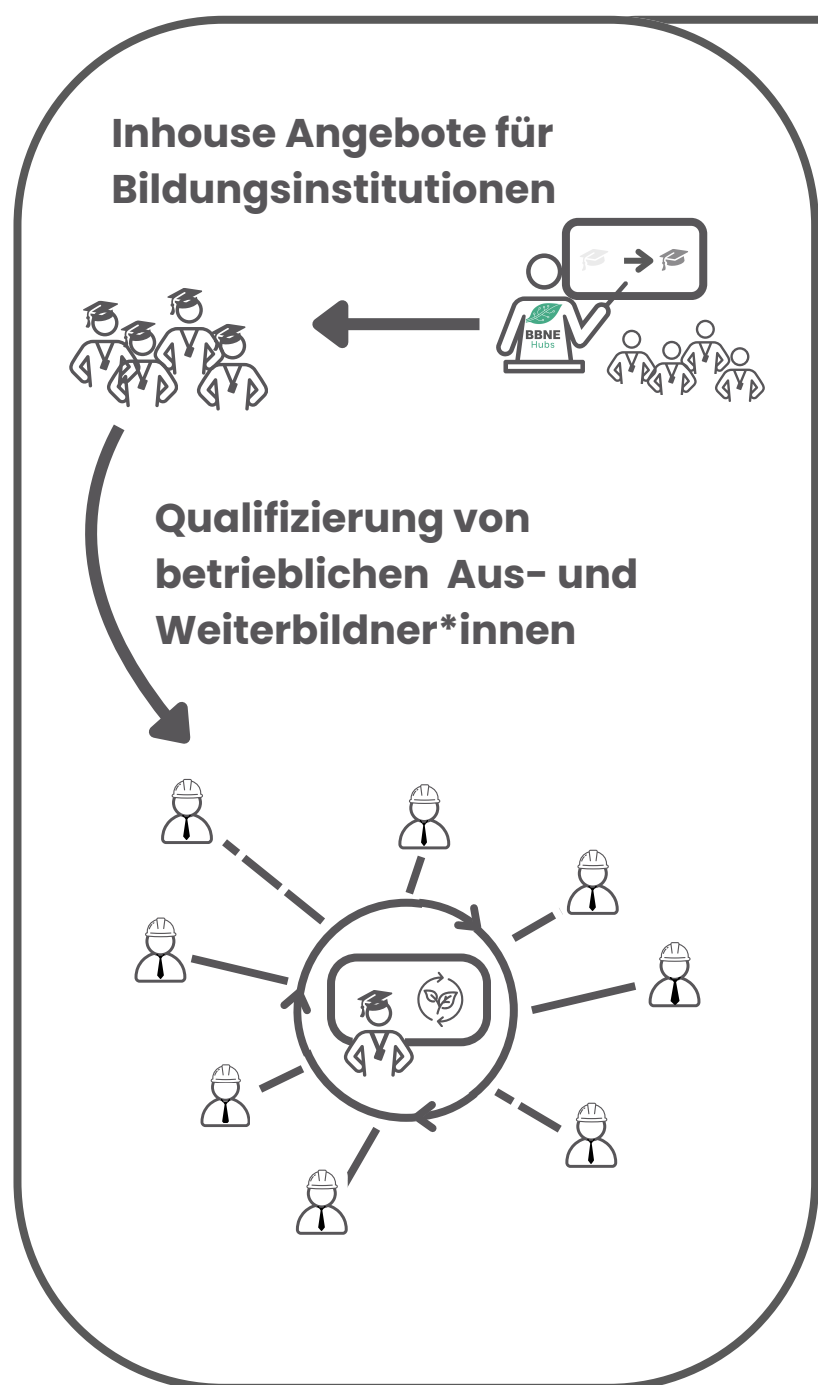 Inhouse Angebote für
Bildungsinstitutionen
BBNE
Hubs
Qualifizierung von
betrieblichen Aus- und
Weiterbildner*innen